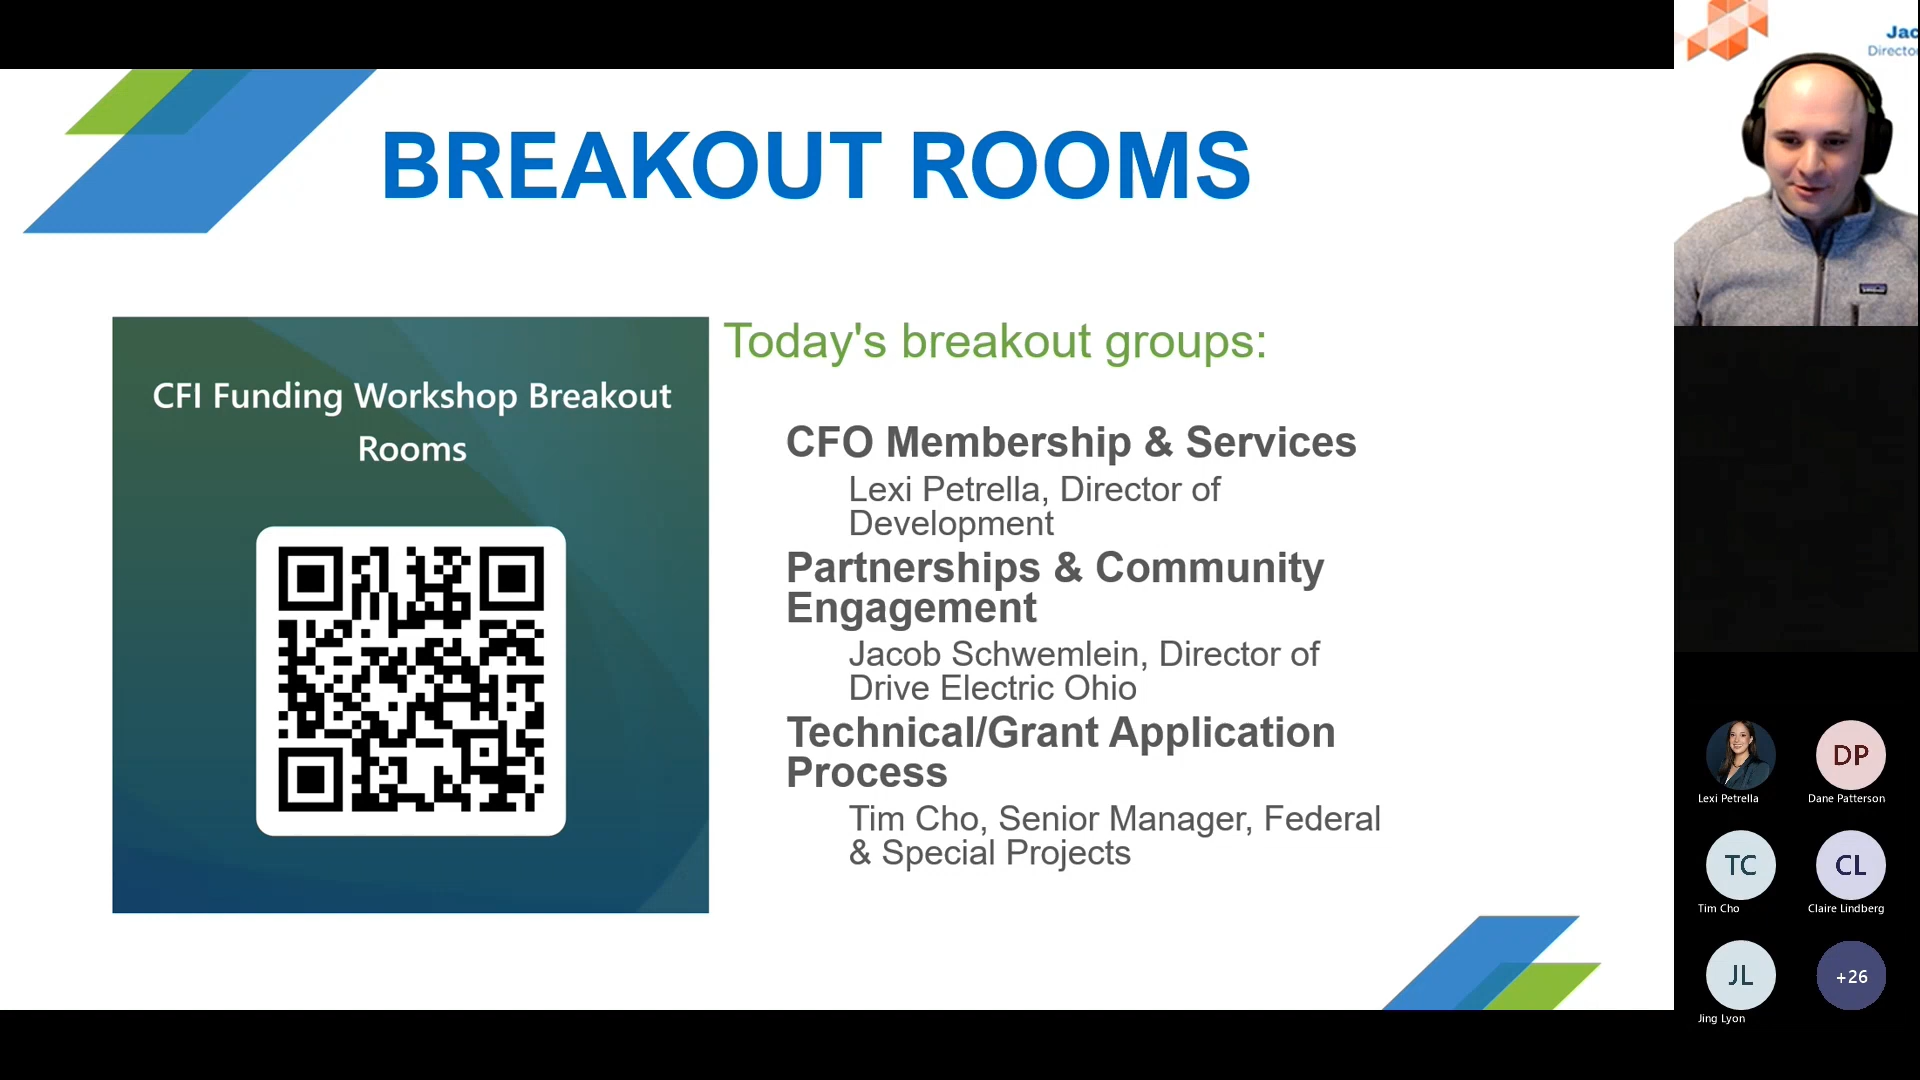 BREAKOUT ROOMS
CFI Funding Workshop Breakout
Rooms
Today's breakout groups:
CFO Membership & Services
Lexi Petrella, Director of
Development
Partnerships & Community
Engagement
Jacob Schwemlein, Director of
Drive Electric Ohio
Technical/Grant Application
Process
Tim Cho, Senior Manager, Federal
& Special Projects
Jac
Directo
Lexi Petrella
DP
Dane Patterson
TC
Tim Cho
CL
Claire Lindberg
JL
Jing Lyon
+26